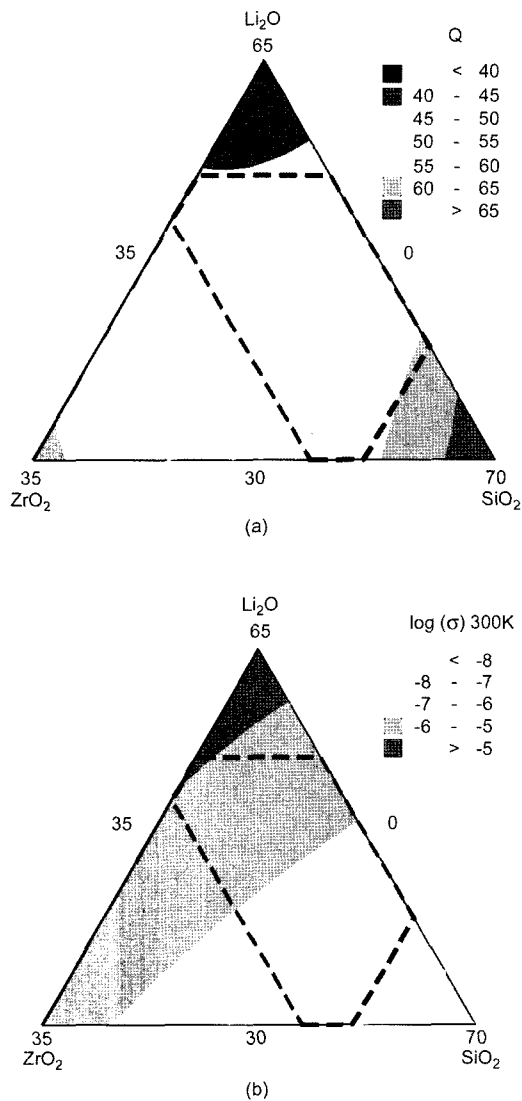 Li₂O
65
Q
< 40
40 - 45
45 - 50
50 - 55
55 - 60
60 - 65
> 65
35
0
35
30
70
ZrO₂
SiO₂
(a)
Li₂O
65
log (σ) 300K
< -8
-8 - -7
-7 - -6
-6 - -5
> -5
35
0
35
30
70
ZrO₂
SiO₂
(b)